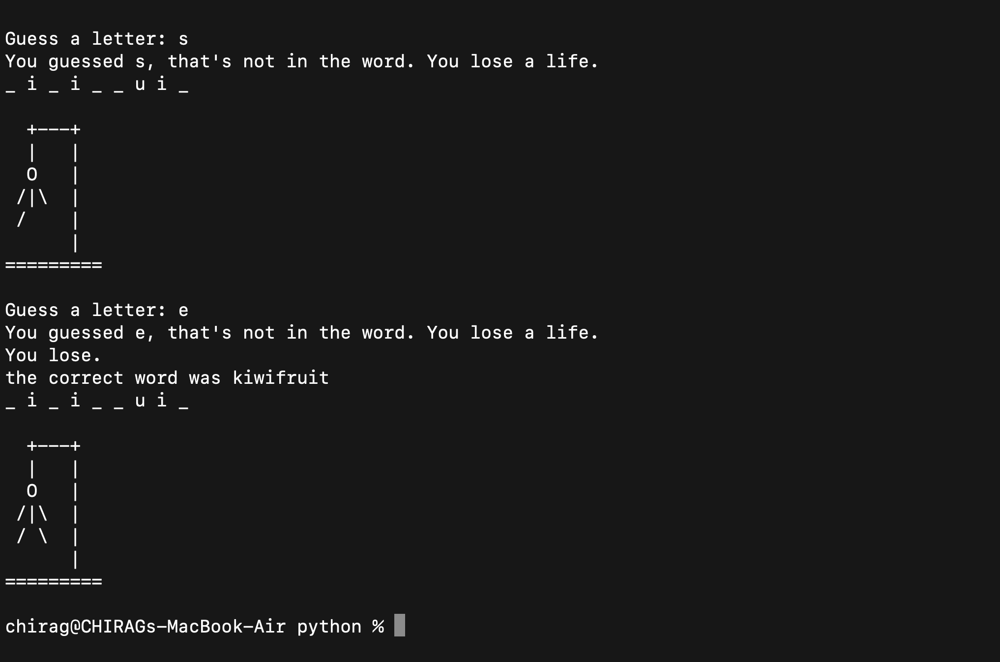 Guess a letter: s
You guessed s, that's not in the word. You lose a life.
_ i _ i _ _ u i _
  +---+
  |   |
  O   |
 /|\  |
 /    |
      |
=========
Guess a letter: e
You guessed e, that's not in the word. You lose a life.
You lose.
the correct word was kiwifruit
_ i _ i _ _ u i _
  +---+
  |   |
  O   |
 /|\  |
 / \  |
      |
=========
chirag@CHIRAGs-MacBook-Air python %